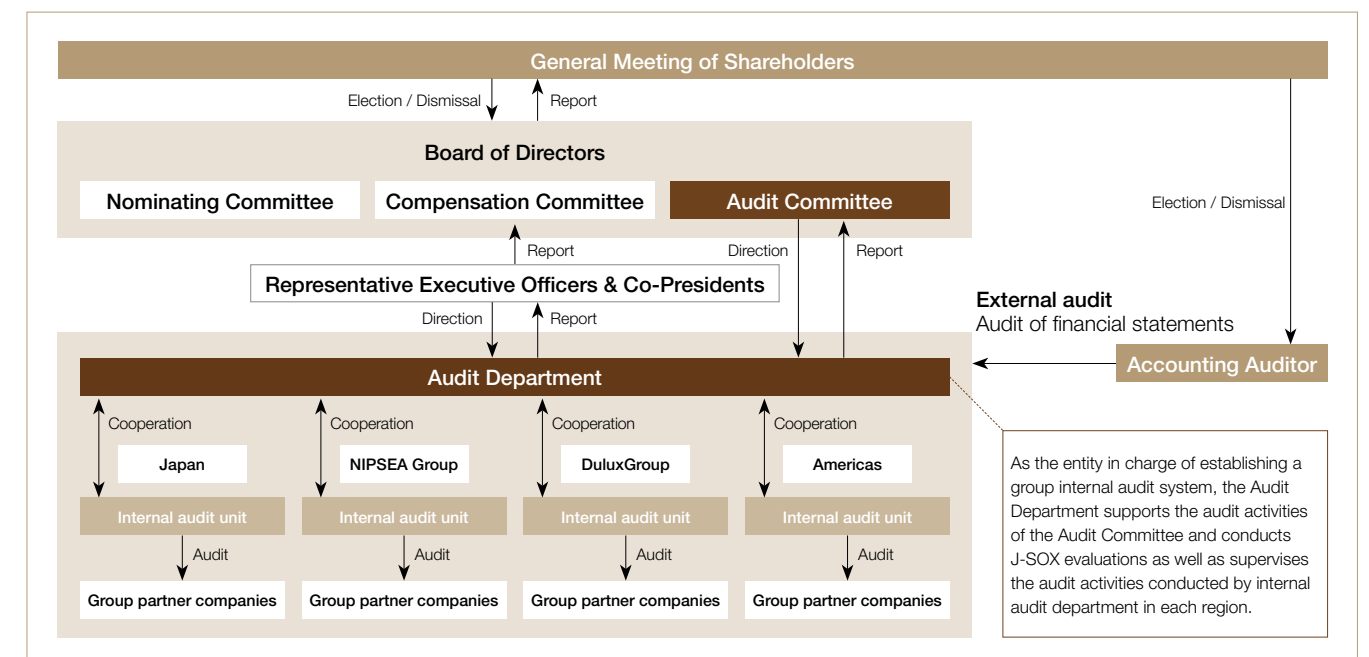 General Meeting of Shareholders
Election / Dismissal
Report
Board of Directors
Nominating Committee
Compensation Committee
Audit Committee
Election / Dismissal
Report
Direction
Report
Representative Executive Officers & Co-Presidents
Direction
Report
External audit
Audit of financial statements
Accounting Auditor
Audit Department
Cooperation
Cooperation
Cooperation
Cooperation
Japan
NIPSEA Group
DuluxGroup
Americas
Internal audit unit
Internal audit unit
Internal audit unit
Internal audit unit
Audit
Audit
Audit
Audit
Group partner companies
Group partner companies
Group partner companies
Group partner companies
As the entity in charge of establishing a
group internal audit system, the Audit
Department supports the audit activities
of the Audit Committee and conducts
J-SOX evaluations as well as supervises
the audit activities conducted by internal
audit department in each region.